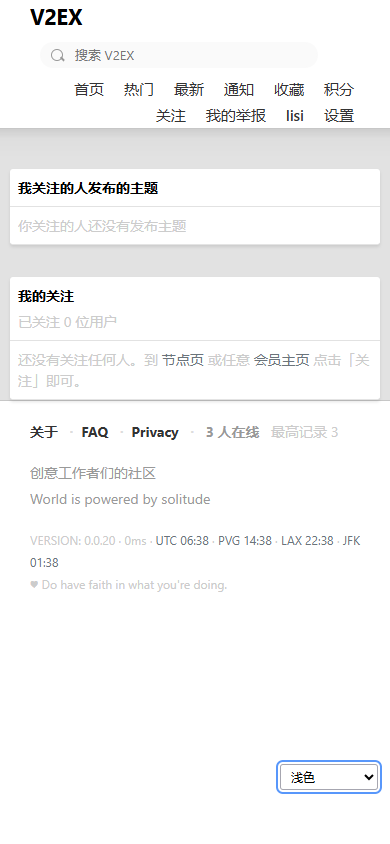 V2EX
搜索 V2EX
首页 热门 最新 通知 收藏 积分
关注 我的举报 lisi 设置
我关注的人发布的主题
你关注的人还没有发布主题
我的关注
已关注 0 位用户
还没有关注任何人。到 节点页 或任意 会员主页 点击「关
注」即可。
关于 · FAQ · Privacy · 3 人在线 最高记录 3
创意工作者们的社区
World is powered by solitude
VERSION: 0.0.20 · 0ms · UTC 06:38 · PVG 14:38 · LAX 22:38 · JFK
01:38
♥ Do have faith in what you're doing.
浅色